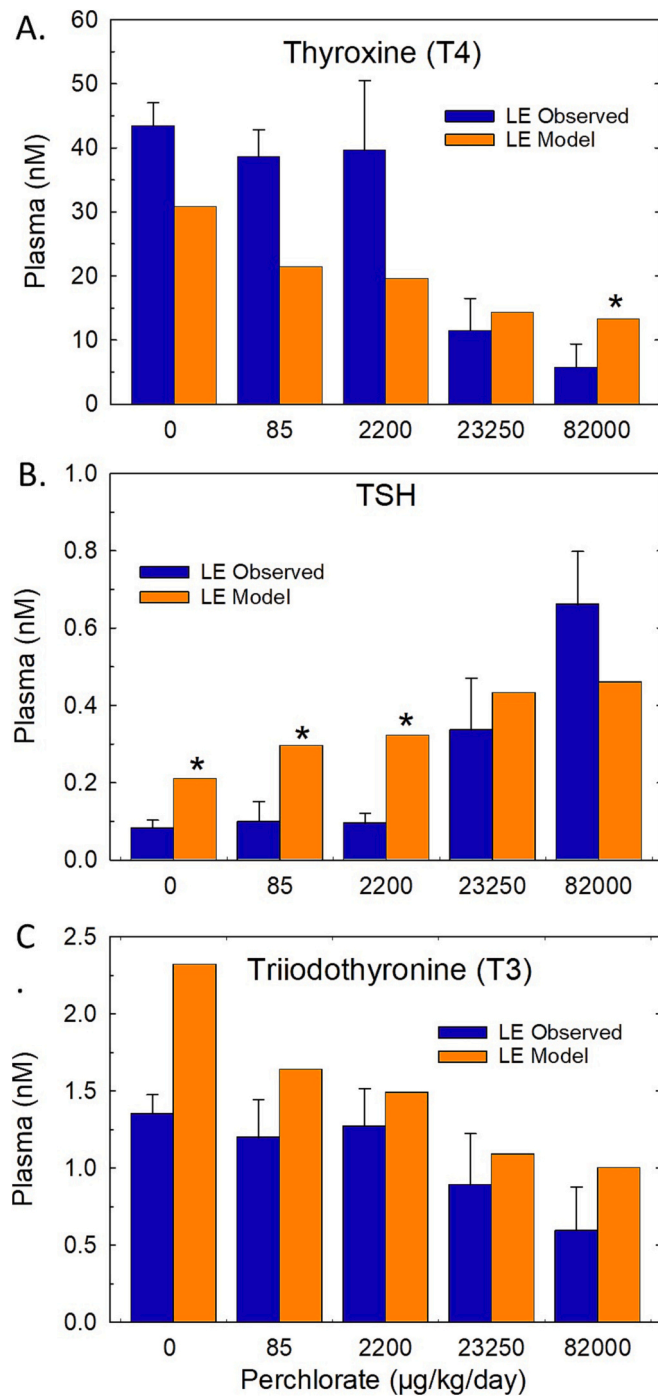 A.
Thyroxine (T4)
LE Observed
LE Model
Plasma (nM)
60
50
40
30
20
10
0
*
0 85 2200 23250 82000
B.
TSH
LE Observed
LE Model
Plasma (nM)
1.0
0.8
0.6
0.4
0.2
0.0
* * *
0 85 2200 23250 82000
C
.
Triiodothyronine (T3)
LE Observed
LE Model
Plasma (nM)
2.5
2.0
1.5
1.0
0.5
0.0
0 85 2200 23250 82000
Perchlorate (µg/kg/day)